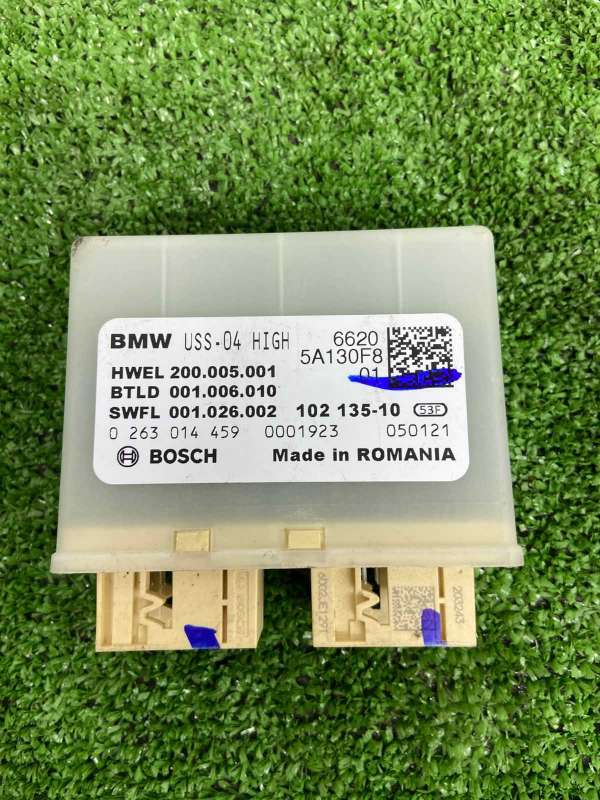 BMW USS-04 HIGH 6620
5A130F8
01
HWEL 200.005.001
BTLD 001.006.010
SWFL 001.026.002 102 135-10 53F
0 263 014 459 0001923 050121
BOSCH Made in ROMANIA